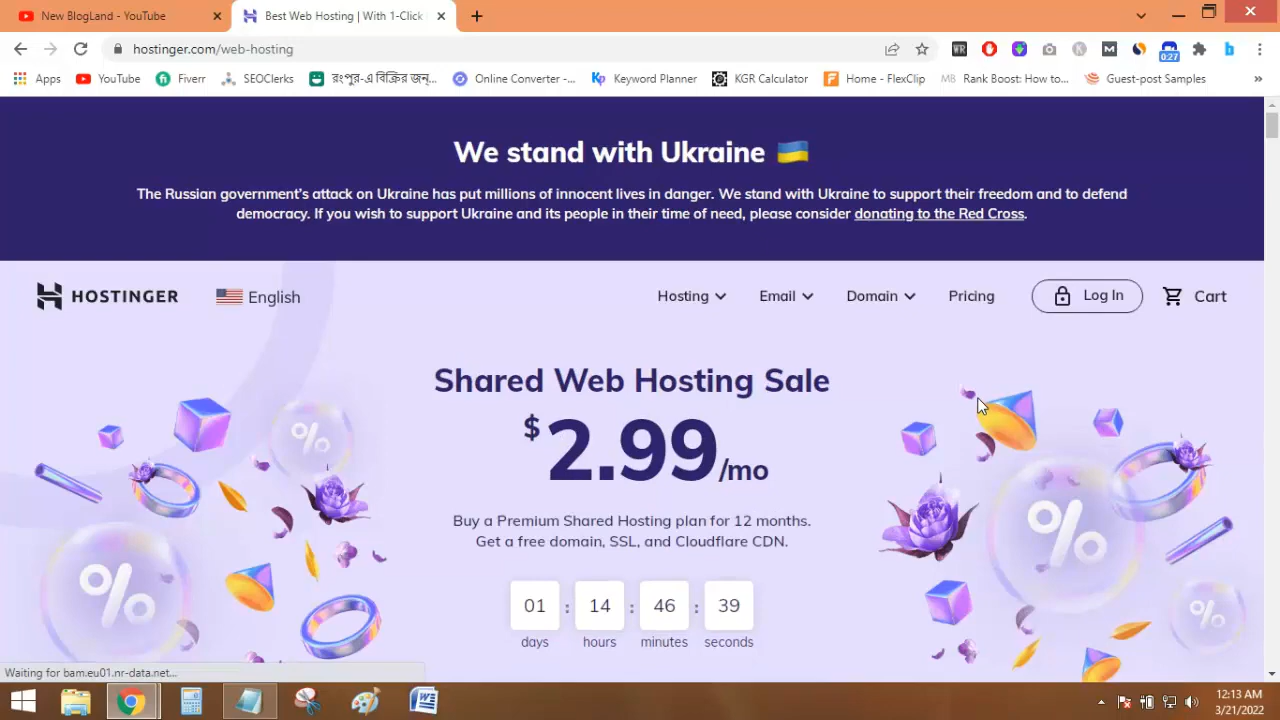 New BlogLand - YouTube
Best Web Hosting | With 1-Click
hostinger.com/web-hosting
0:27
Apps
YouTube
Fiverr
SEOClerks
রংপুর-এ বিক্রির জন্...
Online Converter -...
Keyword Planner
KGR Calculator
Home - FlexClip
MB Rank Boost: How to...
Guest-post Samples
We stand with Ukraine
The Russian government's attack on Ukraine has put millions of innocent lives in danger. We stand with Ukraine to support their freedom and to defend
democracy. If you wish to support Ukraine and its people in their time of need, please consider donating to the Red Cross.
HOSTINGER
English
Hosting
Email
Domain
Pricing
Log In
Cart
Shared Web Hosting Sale
$2.99/mo
Buy a Premium Shared Hosting plan for 12 months.
Get a free domain, SSL, and Cloudflare CDN.
01 : 14 : 46 : 39
days hours minutes seconds
Waiting for bam.eu01.nr-data.net...
12:13 AM
3/21/2022